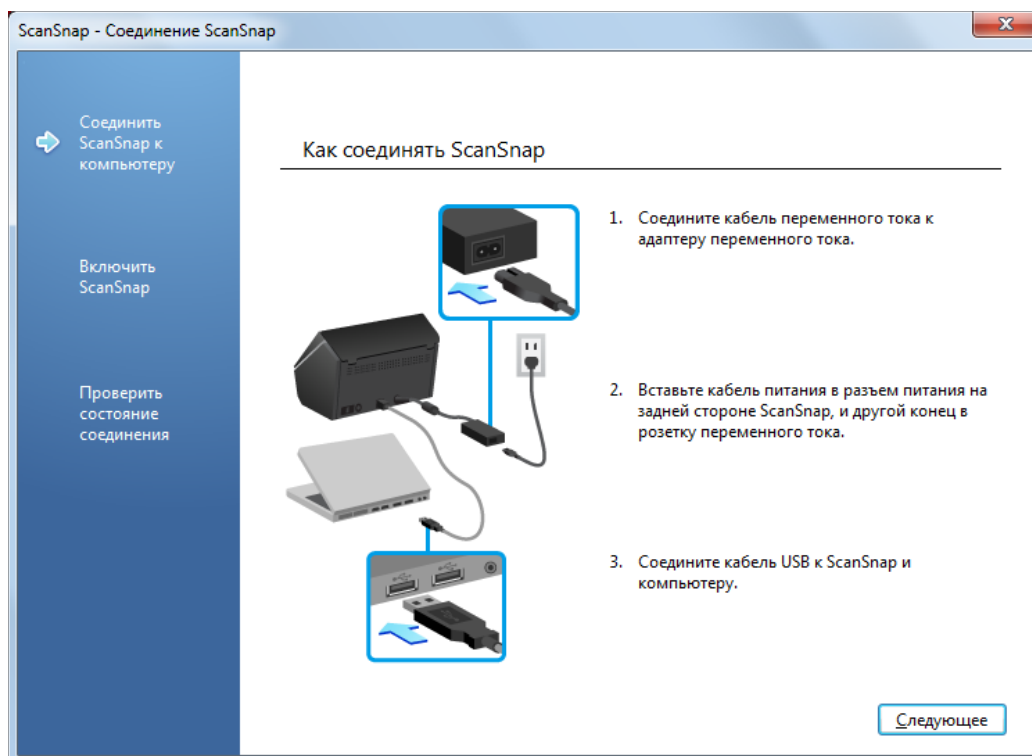 ScanSnap - Соединение ScanSnap
Соединить
ScanSnap к
компьютеру
Включить
ScanSnap
Проверить
состояние
соединения
Как соединять ScanSnap
1. Соедините кабель переменного тока к
адаптеру переменного тока.
2. Вставьте кабель питания в разъем питания на
задней стороне ScanSnap, и другой конец в
розетку переменного тока.
3. Соедините кабель USB к ScanSnap и
компьютеру.
Следующее